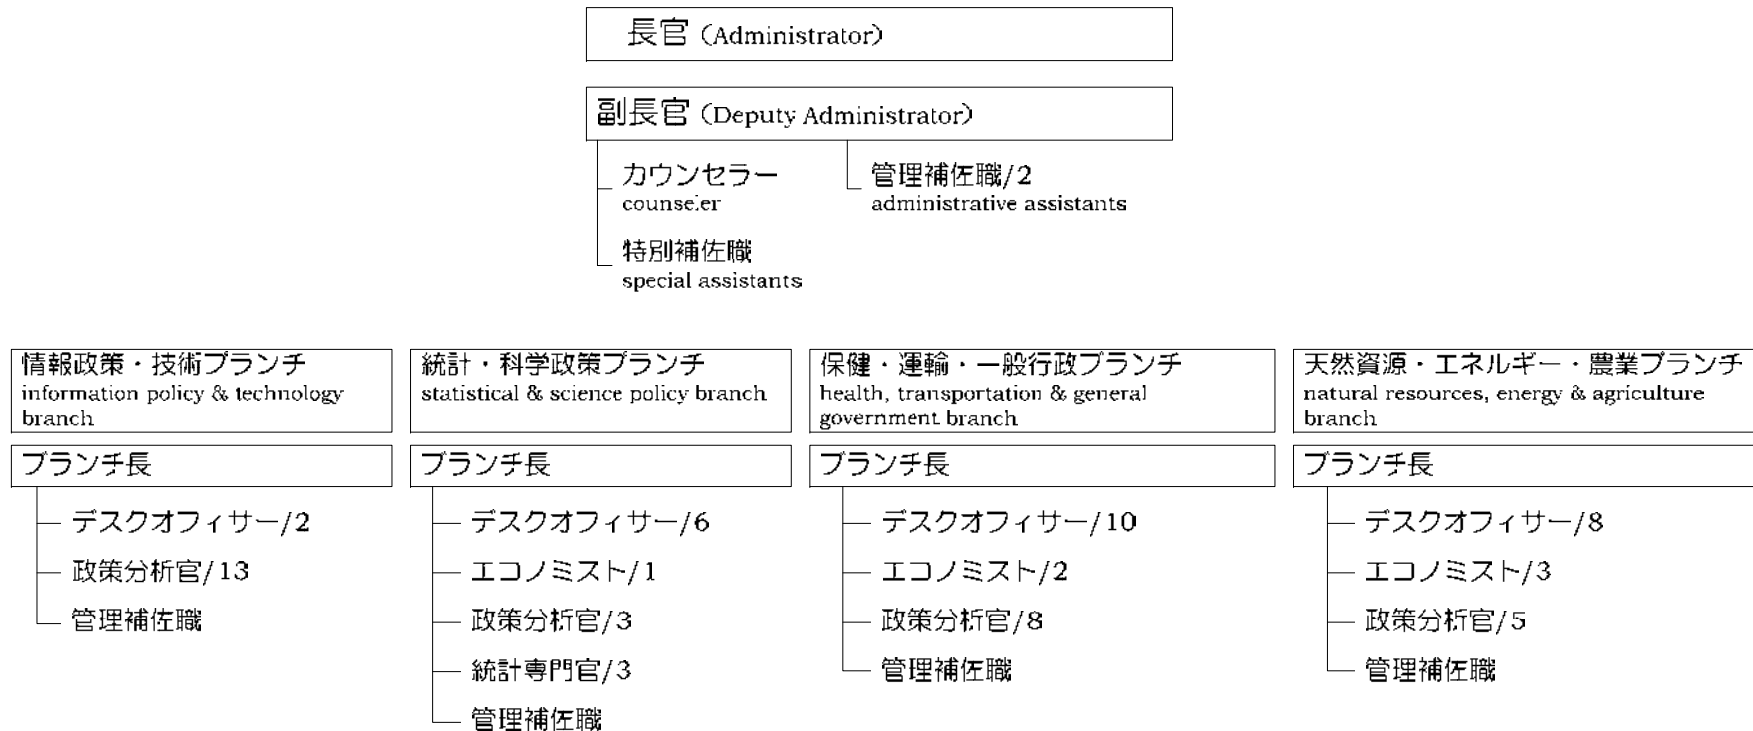 長官（Administrator）
副長官（Deputy Administrator）
カウンセラー
counseler
管理補佐職/2
administrative assistants
特別補佐職
special assistants
情報政策・技術ブランチ
information policy & technology
branch
統計・科学政策ブランチ
statistical & science policy branch
保健・運輸・一般行政ブランチ
health, transportation & general
government branch
天然資源・エネルギー・農業ブランチ
natural resources, energy & agriculture
branch
ブランチ長
デスクオフィサー/2
政策分析官/13
管理補佐職
ブランチ長
デスクオフィサー/6
エコノミスト/1
政策分析官/3
統計専門官/3
管理補佐職
ブランチ長
デスクオフィサー/10
エコノミスト/2
政策分析官/8
管理補佐職
ブランチ長
デスクオフィサー/8
エコノミスト/3
政策分析官/5
管理補佐職